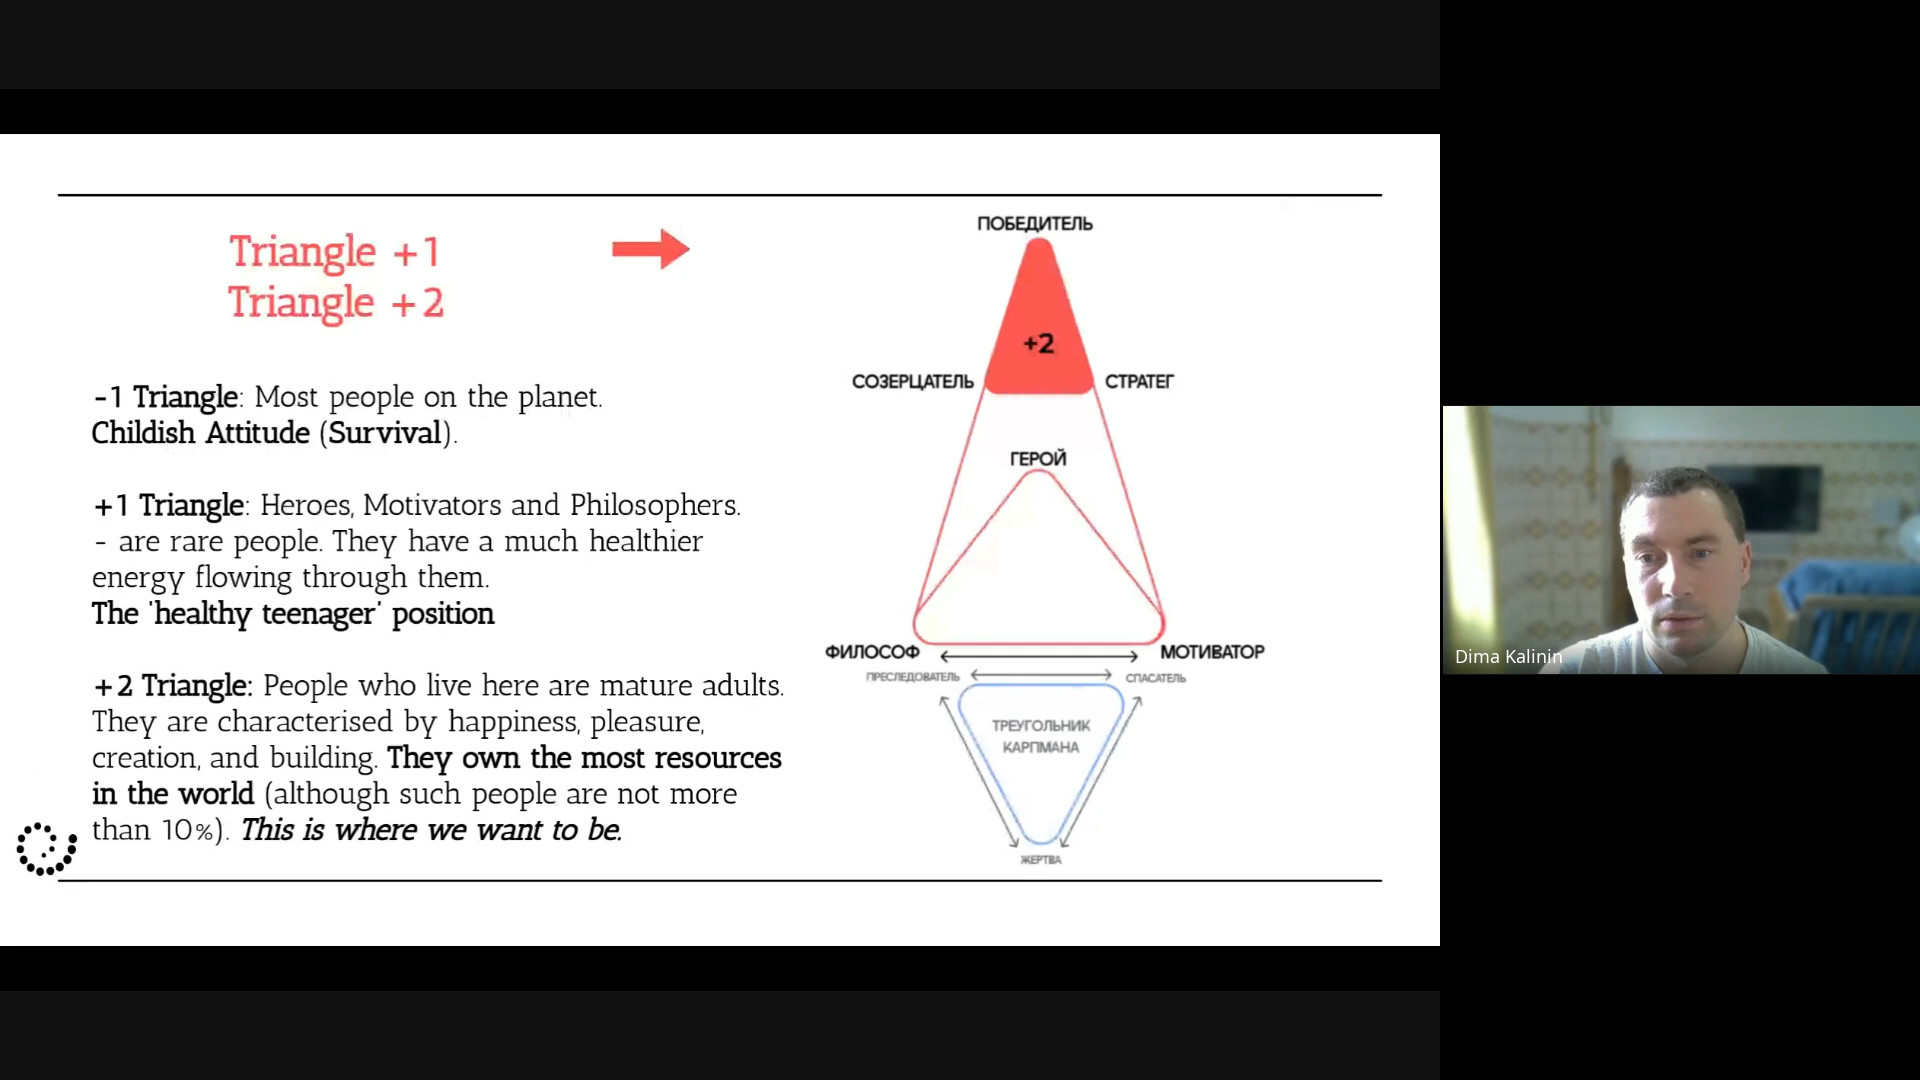 Triangle +1
Triangle +2
-1 Triangle: Most people on the planet.
Childish Attitude (Survival).
+1 Triangle: Heroes, Motivators and Philosophers.
- are rare people. They have a much healthier
energy flowing through them.
The 'healthy teenager' position
+2 Triangle: People who live here are mature adults.
They are characterised by happiness, pleasure,
creation, and building. They own the most resources
in the world (although such people are not more
than 10%). This is where we want to be.
ПОБЕДИТЕЛЬ
+2
СОЗЕРЦАТЕЛЬ
СТРАТЕГ
ГЕРОЙ
ФИЛОСОФ
МОТИВАТОР
ПРЕСЛЕДОВАТЕЛЬ
СПАСАТЕЛЬ
ТРЕУГОЛЬНИК
КАРПМАНА
ЖЕРТВА
Dima Kalinin